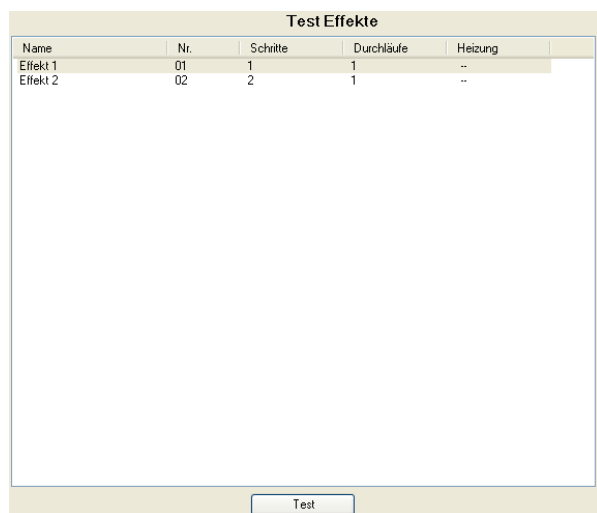 Test Effekte
Name Nr. Schritte Durchläufe Heizung
Effekt 1 01 1 1 --
Effekt 2 02 2 1 --
Test